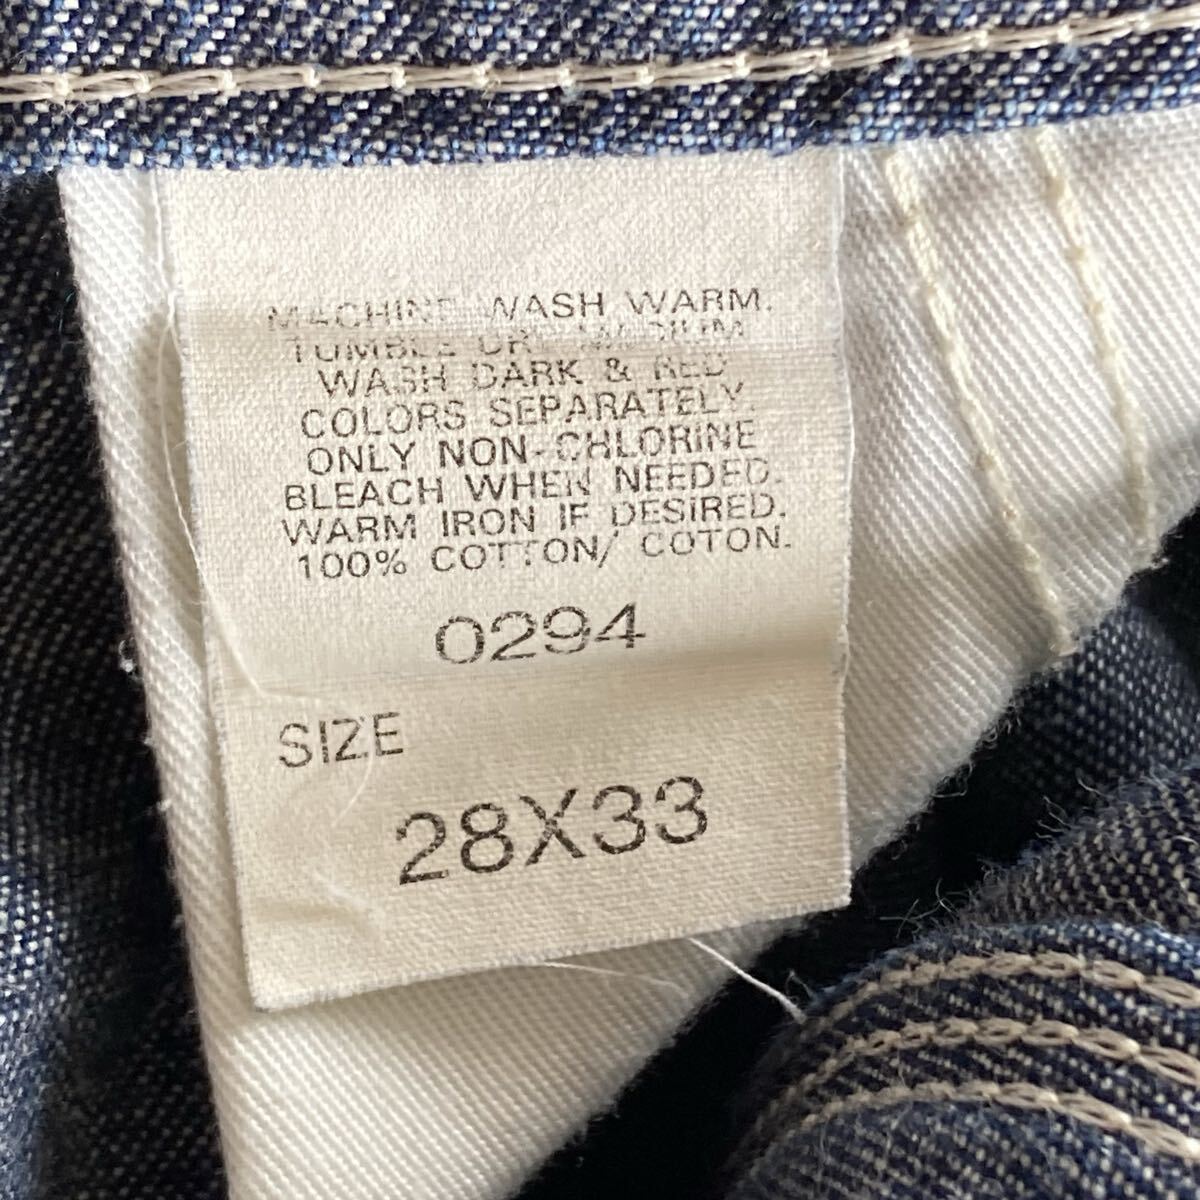 MACHINE WASH WARM.
TUMBLE DRY MEDIUM
WASH DARK & RED
COLORS SEPARATELY.
ONLY NON-CHLORINE
BLEACH WHEN NEEDED.
WARM IRON IF DESIRED.
100% COTTON/ COTON.
0294
SIZE
28X33